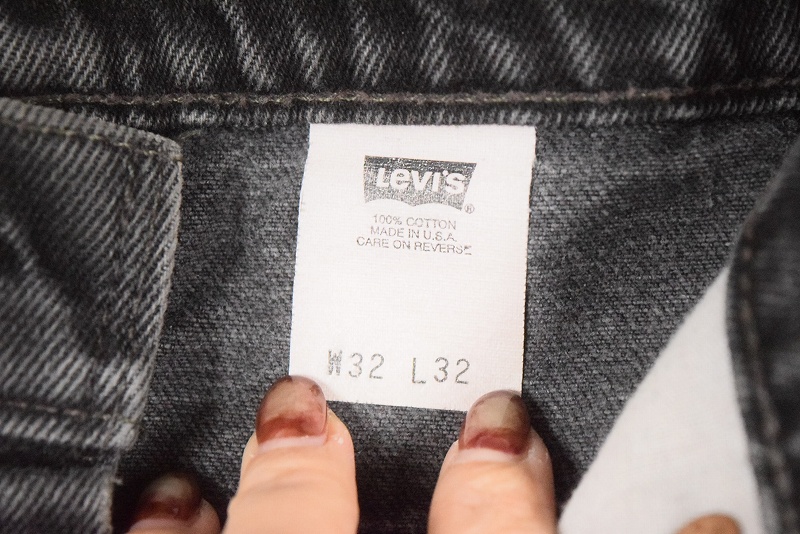 Levi's ®
100% COTTON
MADE IN U.S.A.
CARE ON REVERSE
W32 L32